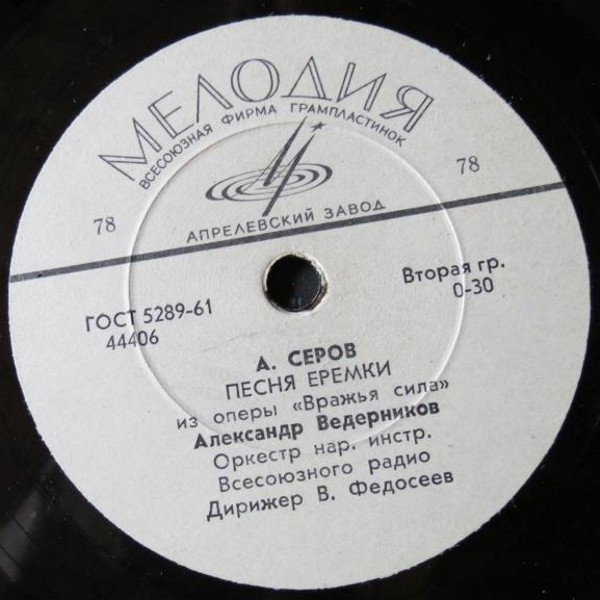 МЕЛОДИЯ
ВСЕСОЮЗНАЯ ФИРМА ГРАМПЛАСТИНОК
78
78
АПРЕЛЕВСКИЙ ЗАВОД
ГОСТ 5289-61
44406
Вторая гр.
0-30
А. СЕРОВ
ПЕСНЯ ЕРЕМКИ
из оперы «Вражья сила»
Александр Ведерников
Оркестр нар. инстр.
Всесоюзного радио
Дирижер В. Федосеев